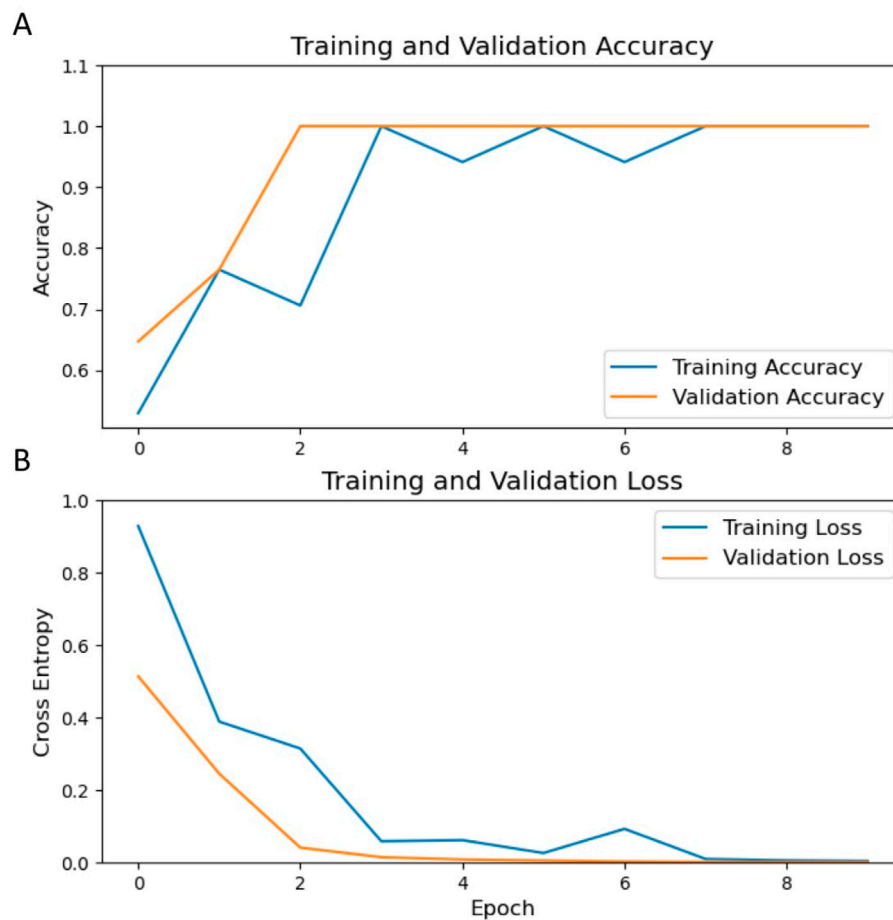 A
Training and Validation Accuracy
1.1
1.0
0.9
0.8
0.7
0.6
Accuracy
Training Accuracy
Validation Accuracy
0 2 4 6 8
B
Training and Validation Loss
1.0
0.8
0.6
0.4
0.2
0.0
Cross Entropy
Training Loss
Validation Loss
0 2 4 6 8
Epoch